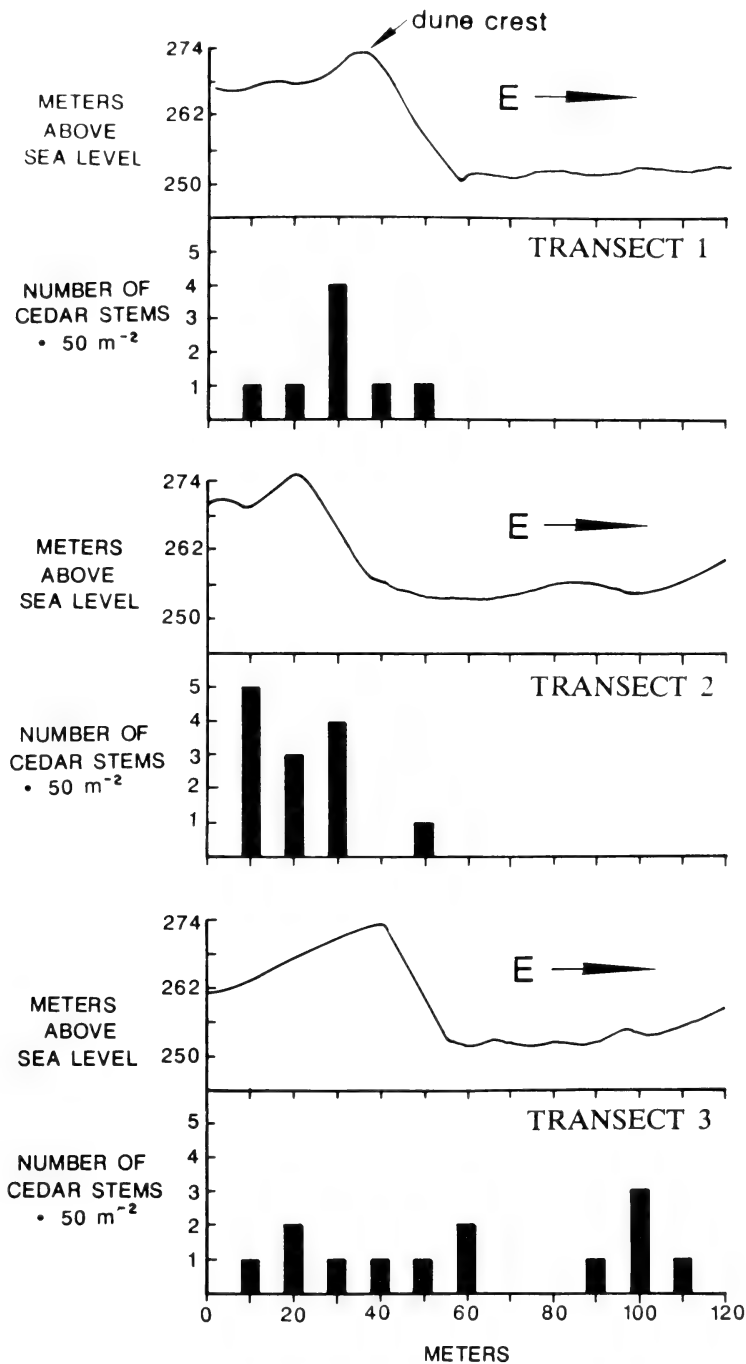 dune crest
274
262
250
METERS
ABOVE
SEA LEVEL
E
TRANSECT 1
5
4
3
2
1
NUMBER OF
CEDAR STEMS
• 50 m⁻²
274
262
250
METERS
ABOVE
SEA LEVEL
E
TRANSECT 2
5
4
3
2
1
NUMBER OF
CEDAR STEMS
• 50 m⁻²
274
262
250
METERS
ABOVE
SEA LEVEL
E
TRANSECT 3
5
4
3
2
1
NUMBER OF
CEDAR STEMS
• 50 m⁻²
0 20 40 60 80 100 120
METERS